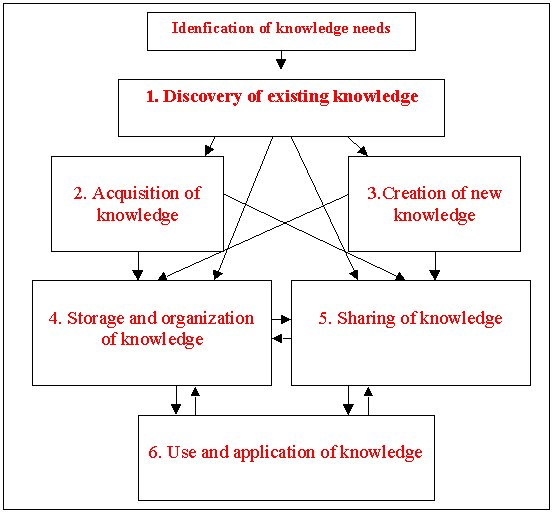 Idenfication of knowledge needs
1. Discovery of existing knowledge
2. Acquisition of
knowledge
3.Creation of new
knowledge
4. Storage and organization
of knowledge
5. Sharing of knowledge
6. Use and application of knowledge